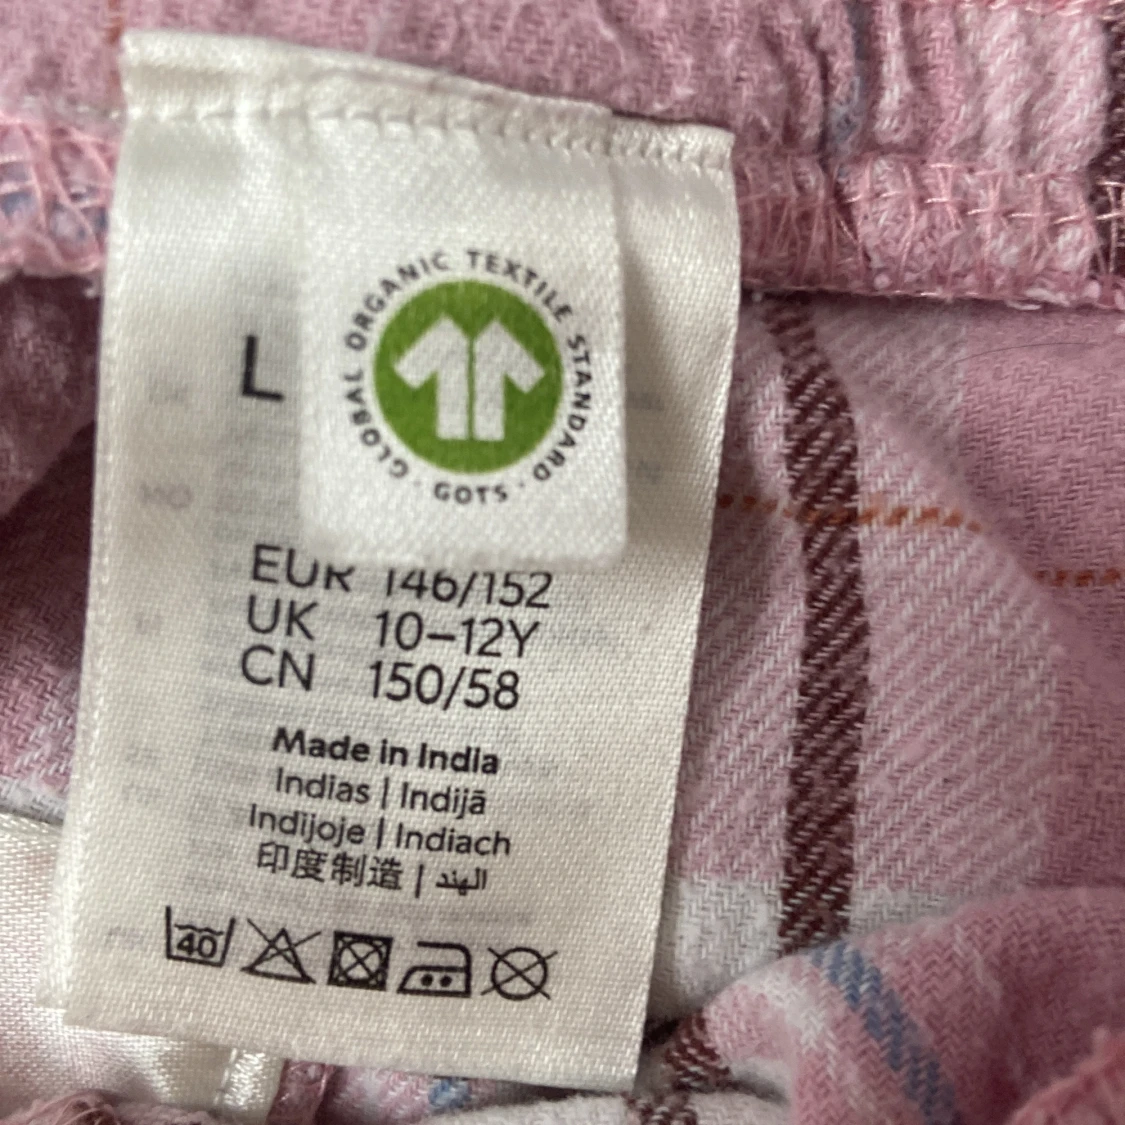 GLOBAL ORGANIC TEXTILE STANDARD · GOTS ·
L
EUR 146/152
UK 10–12Y
CN 150/58
Made in India
Indias | Indijā
Indijoje | Indiach
印度制造 | الهند
40